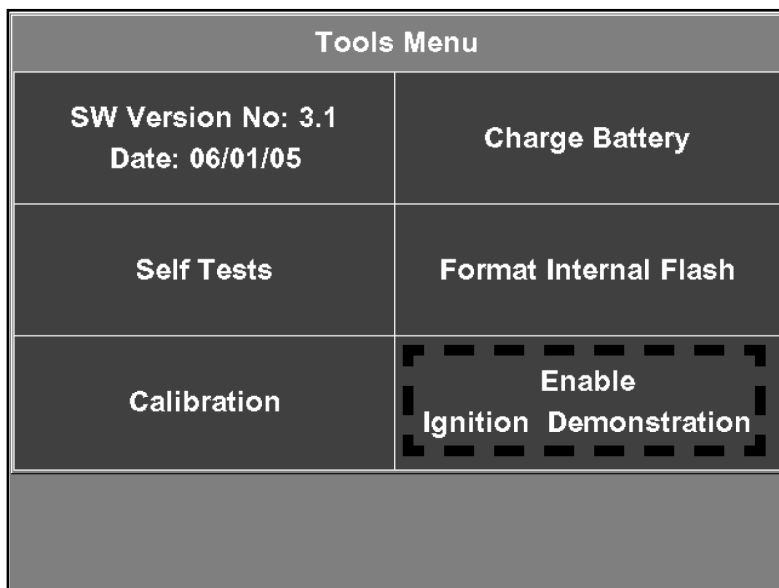 Tools Menu
SW Version No: 3.1
Date: 06/01/05
Charge Battery
Self Tests
Format Internal Flash
Calibration
Enable
Ignition Demonstration